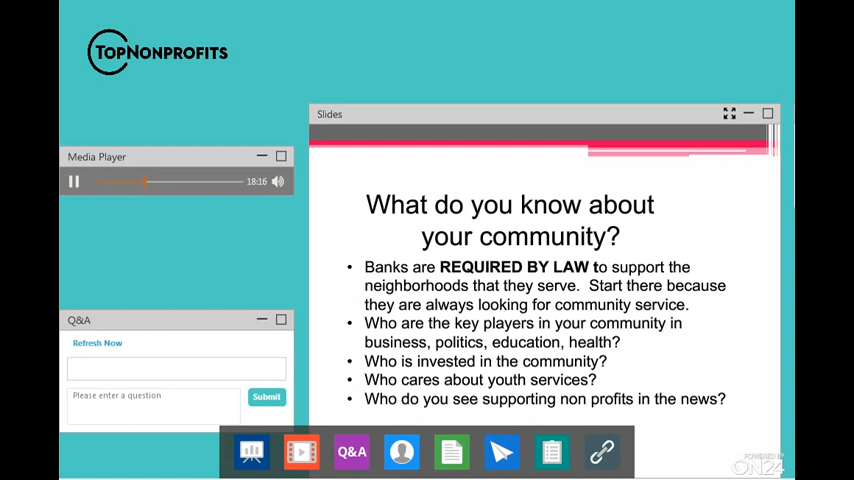 TOPNONPROFITS
Slides
Media Player
18:16
What do you know about
your community?
• Banks are REQUIRED BY LAW to support the
neighborhoods that they serve. Start there because
they are always looking for community service.
• Who are the key players in your community in
business, politics, education, health?
• Who is invested in the community?
• Who cares about youth services?
• Who do you see supporting non profits in the news?
Q&A
Refresh Now
Please enter a question
Submit
Q&A
POWERED BY
ON24